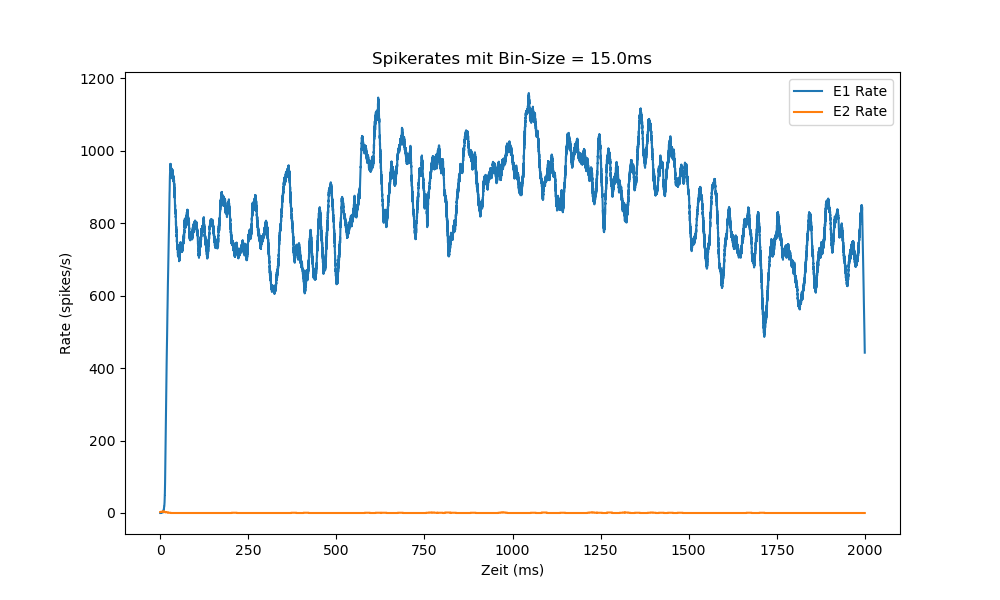 Spikerates mit Bin-Size = 15.0ms
1200
1000
800
600
400
200
0
Rate (spikes/s)
E1 Rate
E2 Rate
0 250 500 750 1000 1250 1500 1750 2000
Zeit (ms)